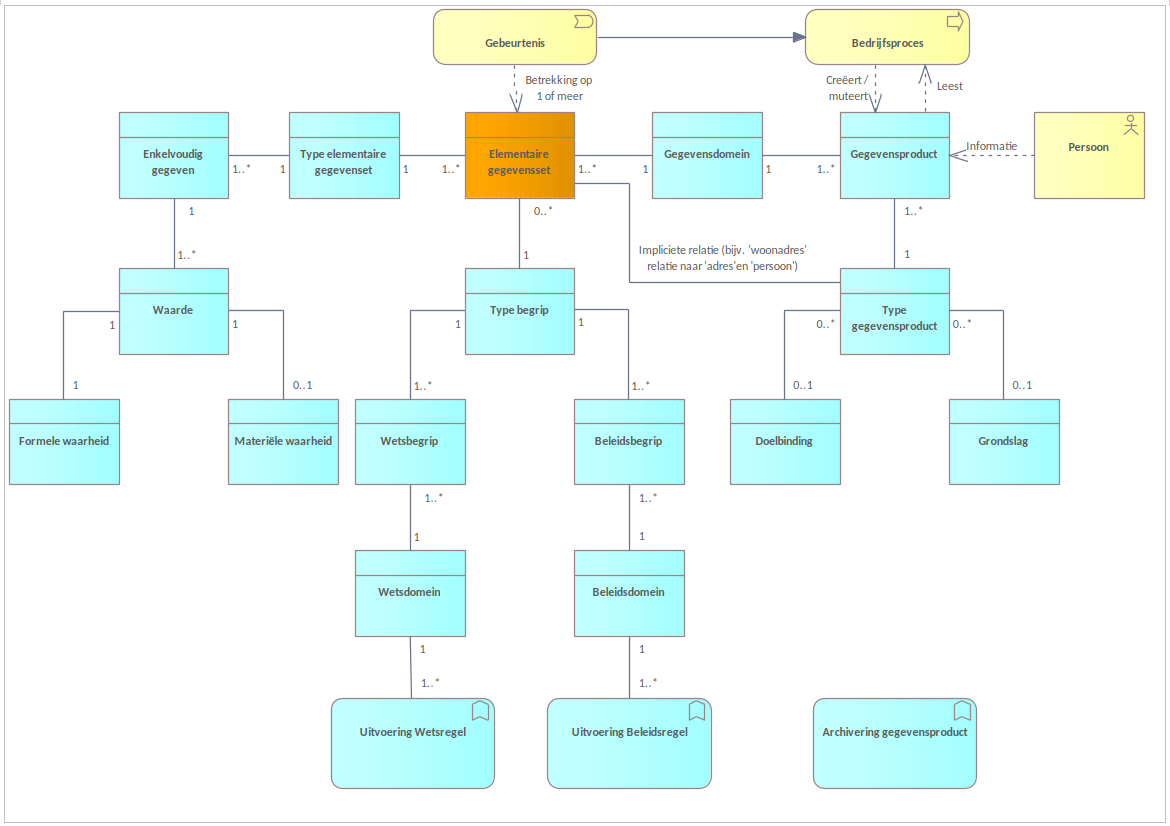 Gebeurtenis
Bedrijfsproces
Betrekking op
1 of meer
Creëert /
muteert
Leest
Enkelvoudig
gegeven
1..*
1
Type elementaire
gegevenset
1
1..*
Elementaire
gegevensset
1..*
1
Gegevensdomein
1
1..*
Gegevensproduct
Informatie
Persoon
1
1..*
0..*
1
1..*
1
Impliciete relatie (bijv. 'woonadres'
relatie naar 'adres'en 'persoon')
Waarde
1
1
1
0..1
Type begrip
1
1
1..*
1..*
Type
gegevensproduct
0..*
0..*
0..1
0..1
Formele waarheid
Materiële waarheid
Wetsbegrip
Beleidsbegrip
Doelbinding
Grondslag
1..*
1
1..*
1
Wetsdomein
Beleidsdomein
1
1..*
1
1..*
Uitvoering Wetsregel
Uitvoering Beleidsregel
Archivering gegevensproduct